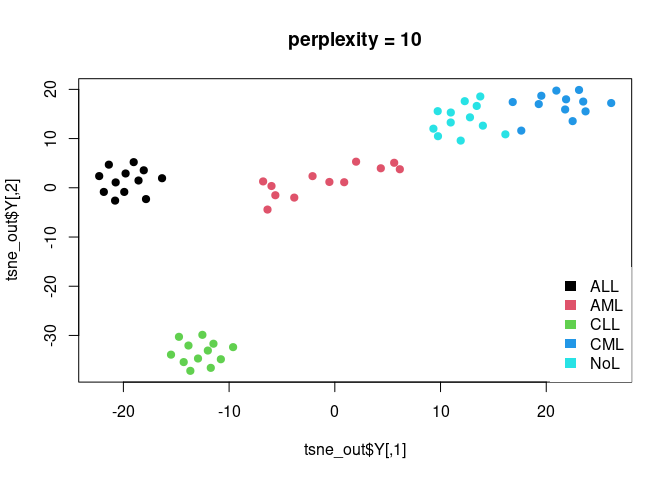 perplexity = 10
tsne_out$Y[,2]
20
10
0
-10
-20
-30
-20
-10
0
10
20
tsne_out$Y[,1]
ALL
AML
CLL
CML
NoL